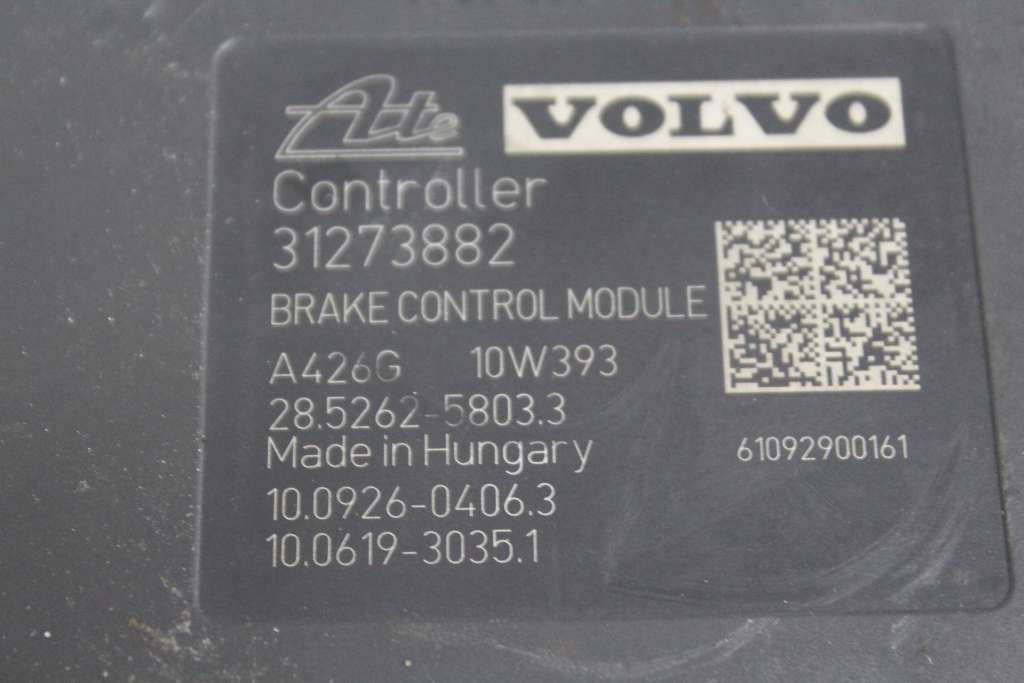 Ate VOLVO
Controller
31273882
BRAKE CONTROL MODULE
A426G 10W393
28.5262-5803.3
Made in Hungary
61092900161
10.0926-0406.3
10.0619-3035.1